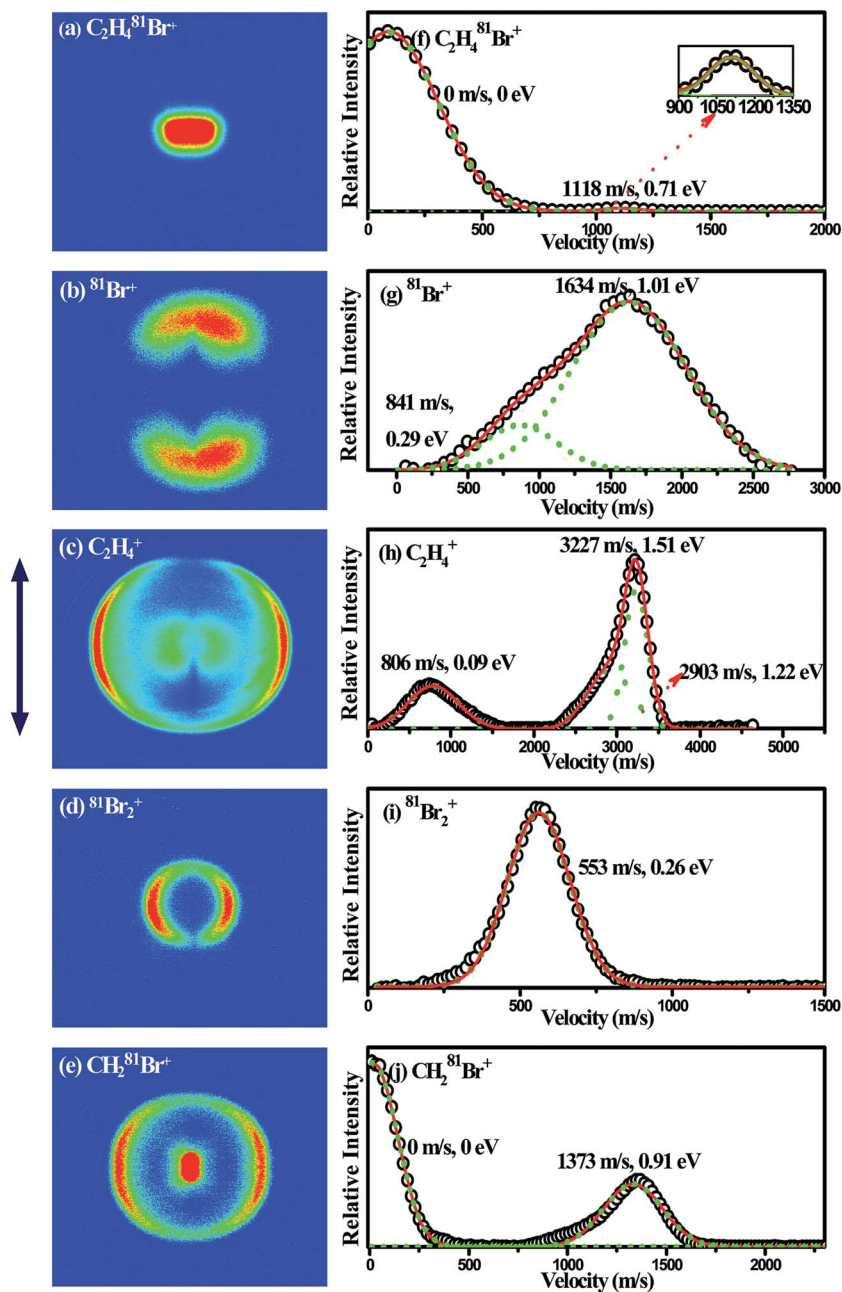 (a) C₂H₄⁸¹Br⁺
(f) C₂H₄⁸¹Br⁺
0 m/s, 0 eV
900 1050 1200 1350
1118 m/s, 0.71 eV
Relative Intensity
0 500 1000 1500 2000
Velocity (m/s)
(b) ⁸¹Br⁺
(g) ⁸¹Br⁺
1634 m/s, 1.01 eV
841 m/s,
0.29 eV
Relative Intensity
0 500 1000 1500 2000 2500 3000
Velocity (m/s)
(c) C₂H₄⁺
(h) C₂H₄⁺
3227 m/s, 1.51 eV
806 m/s, 0.09 eV
2903 m/s, 1.22 eV
Relative Intensity
0 1000 2000 3000 4000 5000
Velocity (m/s)
(d) ⁸¹Br₂⁺
(i) ⁸¹Br₂⁺
553 m/s, 0.26 eV
Relative Intensity
0 500 1000 1500
Velocity (m/s)
(e) CH₂⁸¹Br⁺
(j) CH₂⁸¹Br⁺
0 m/s, 0 eV
1373 m/s, 0.91 eV
Relative Intensity
0 500 1000 1500 2000
Velocity (m/s)